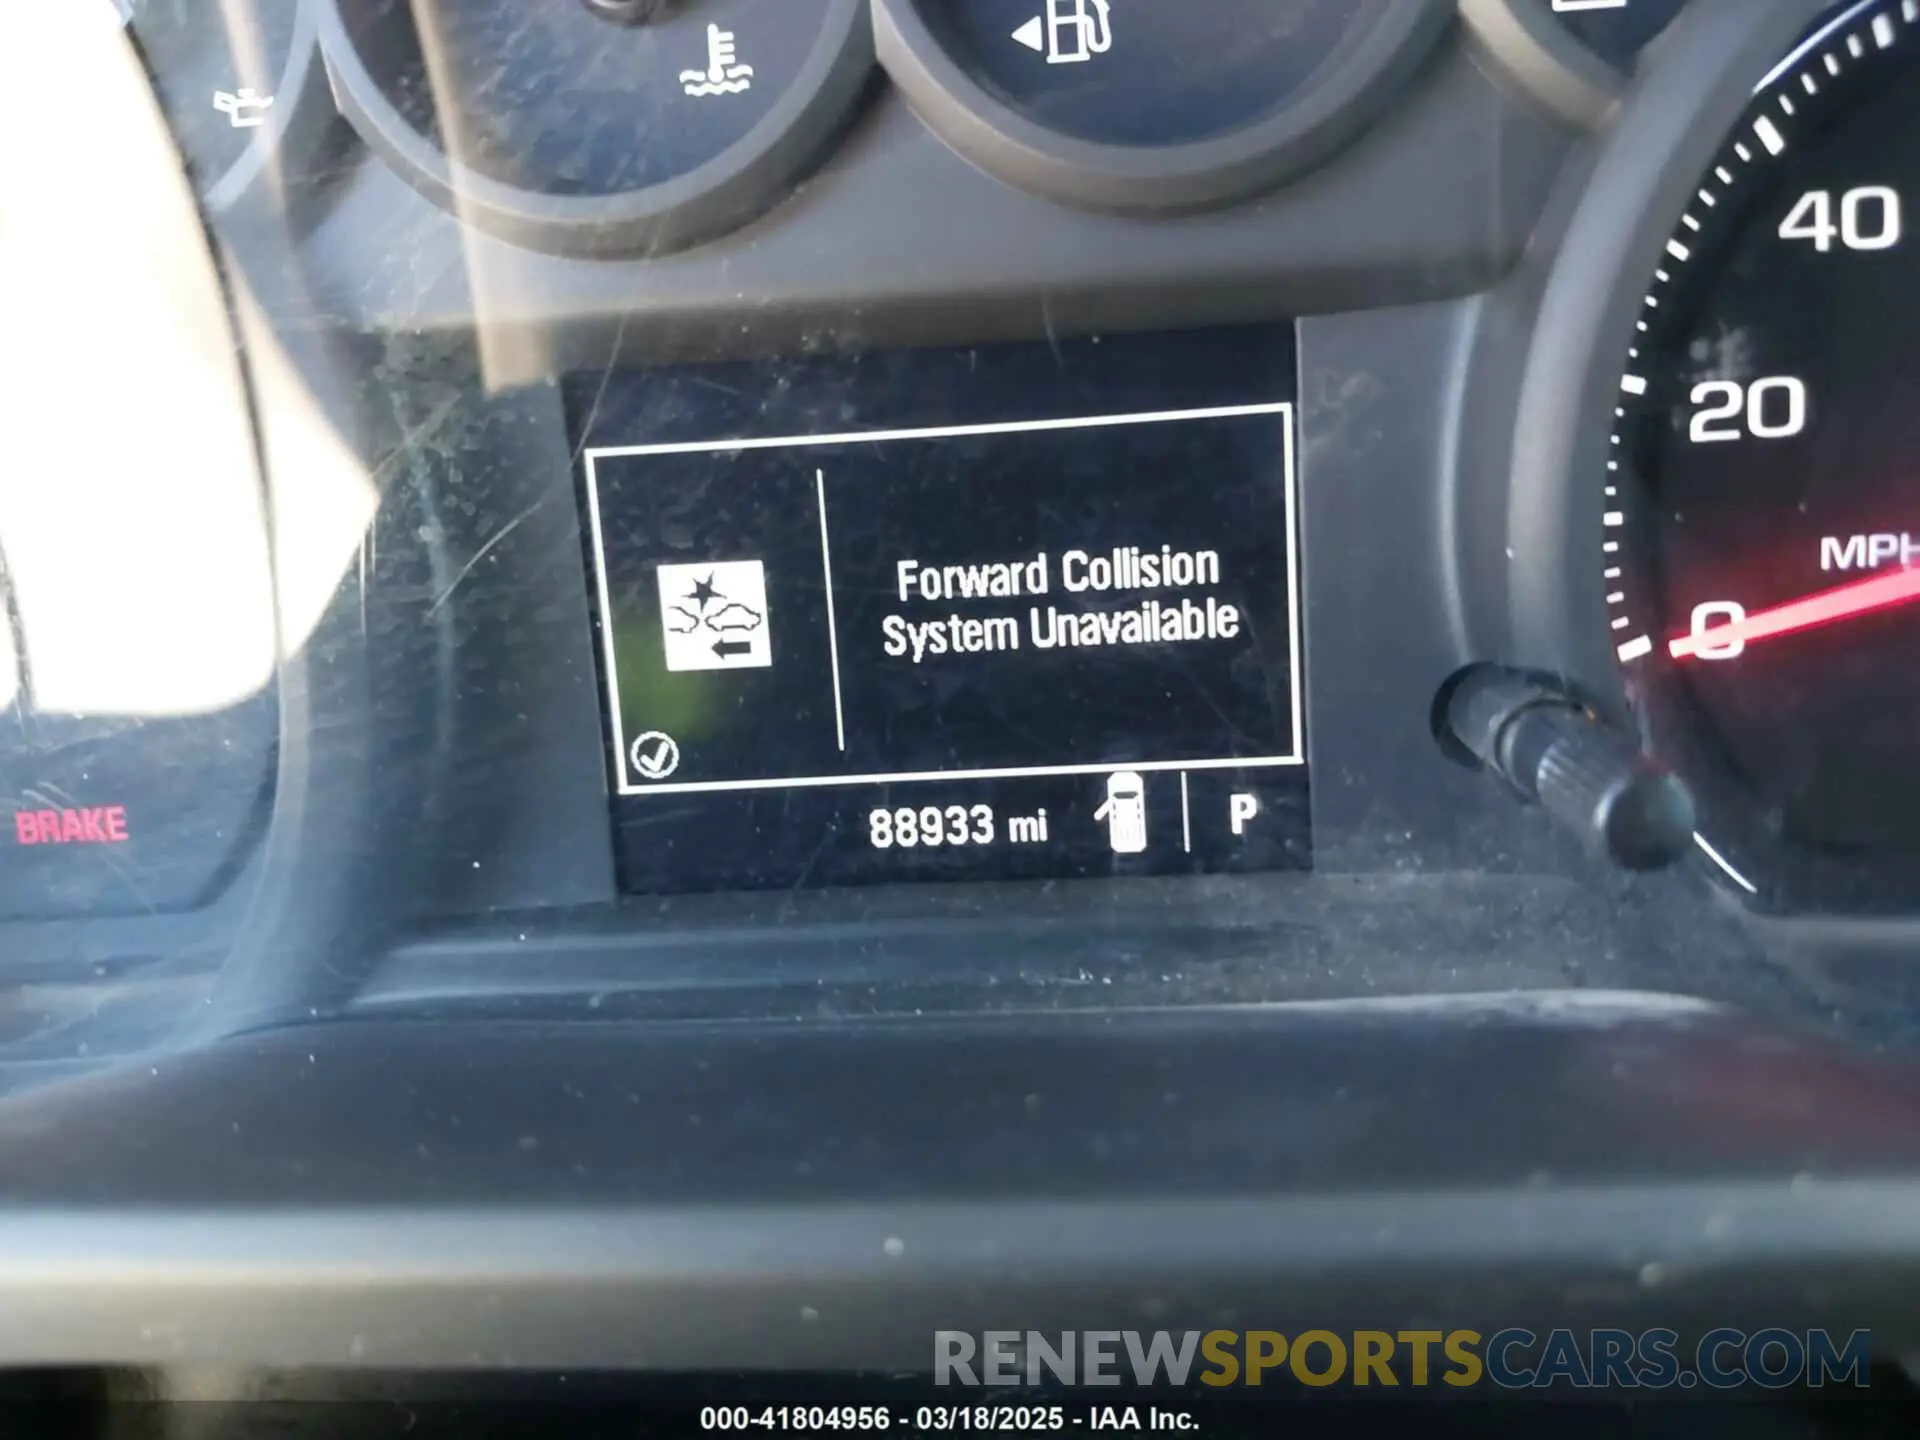 40
20
MPH
0
Forward Collision
System Unavailable
BRAKE
88933 mi
P
RENEWSPORTSCARS.COM
000-41804956 - 03/18/2025 - IAA Inc.